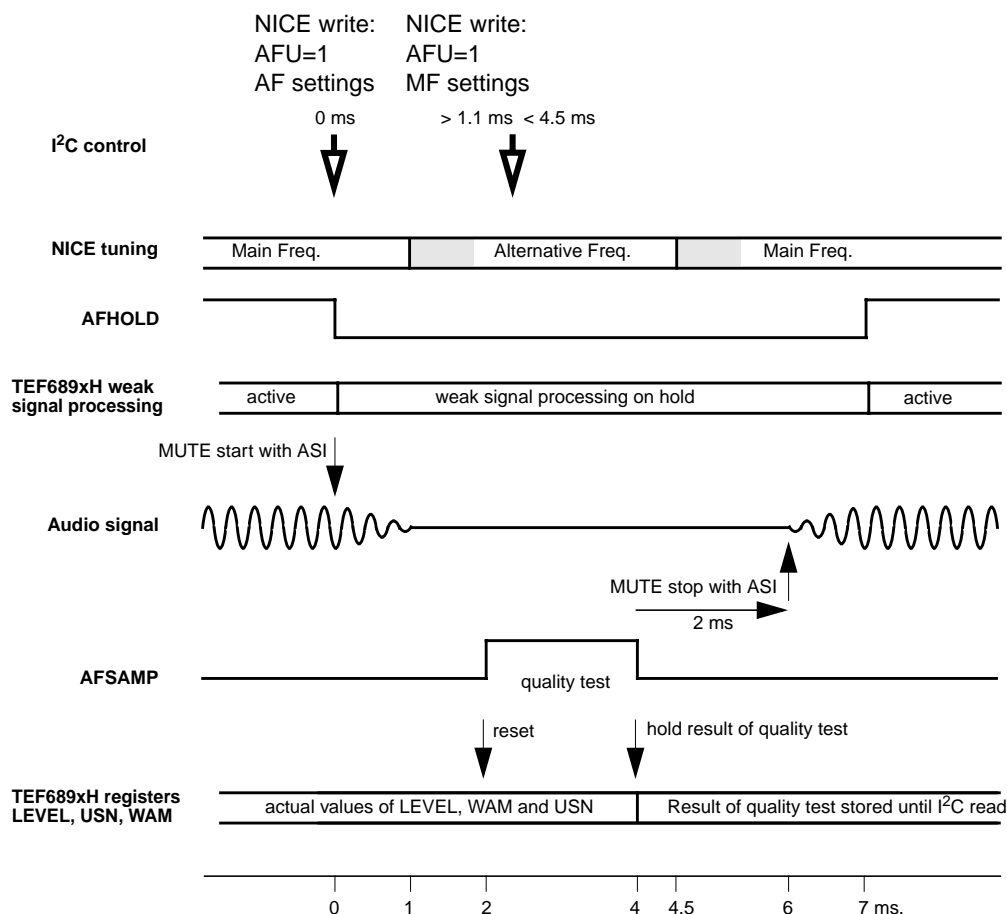 NICE write:
AFU=1
AF settings
NICE write:
AFU=1
MF settings
0 ms
> 1.1 ms < 4.5 ms
I²C control
NICE tuning
Main Freq.
Alternative Freq.
Main Freq.
AFHOLD
TEF689xH weak
signal processing
active
weak signal processing on hold
active
MUTE start with ASI
Audio signal
MUTE stop with ASI
2 ms
AFSAMP
quality test
reset
hold result of quality test
TEF689xH registers
LEVEL, USN, WAM
actual values of LEVEL, WAM and USN
Result of quality test stored until I²C read
0 1 2 4 4.5 6 7 ms.